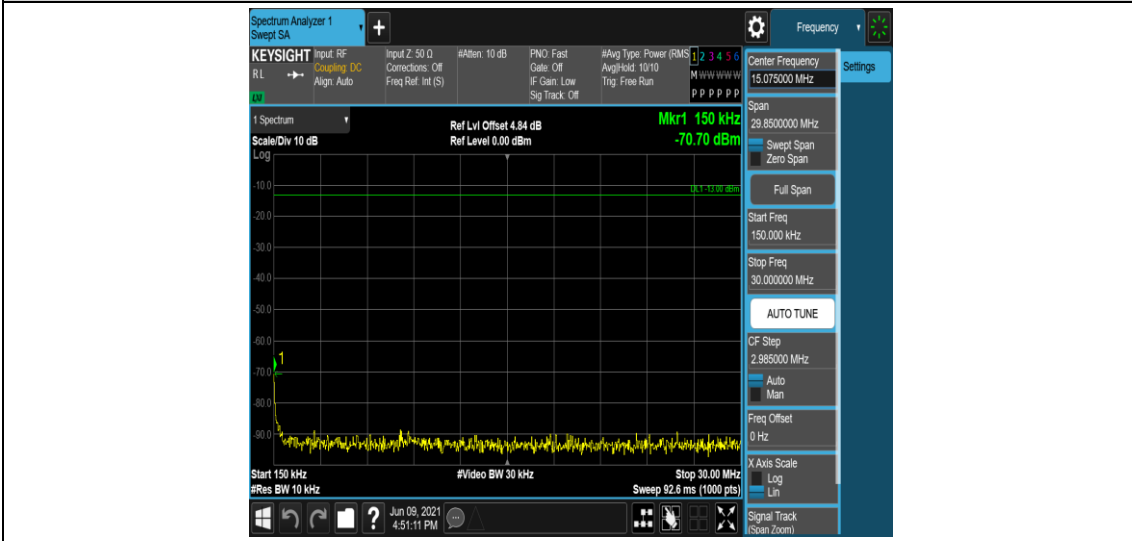 Spectrum Analyzer 1
Swept SA
+
Frequency
KEYSIGHT
RL
Input: RF
Coupling: DC
Align: Auto
Input Z: 50 Ω
Corrections: Off
Freq Ref: Int (S)
#Atten: 10 dB
PNO: Fast
Gate: Off
IF Gain: Low
Sig Track: Off
#Avg Type: Power (RMS
Avg|Hold: 10/10
Trig: Free Run
1 2 3 4 5 6
M W W W W W
P P P P P P
1 Spectrum
Scale/Div 10 dB
Log
Ref Lvl Offset 4.84 dB
Ref Level 0.00 dBm
Mkr1 150 kHz
-70.70 dBm
DL1 -13.00 dBm
-10.0
-20.0
-30.0
-40.0
-50.0
-60.0
1
-70.0
-80.0
-90.0
Start 150 kHz
#Video BW 30 kHz
Stop 30.00 MHz
#Res BW 10 kHz
Sweep 92.6 ms (1000 pts)
?
Jun 09, 2021
4:51:11 PM
Center Frequency
15.075000 MHz
Settings
Span
29.8500000 MHz
Swept Span
Zero Span
Full Span
Start Freq
150.000 kHz
Stop Freq
30.000000 MHz
AUTO TUNE
CF Step
2.985000 MHz
Auto
Man
Freq Offset
0 Hz
X Axis Scale
Log
Lin
Signal Track
(Span Zoom)